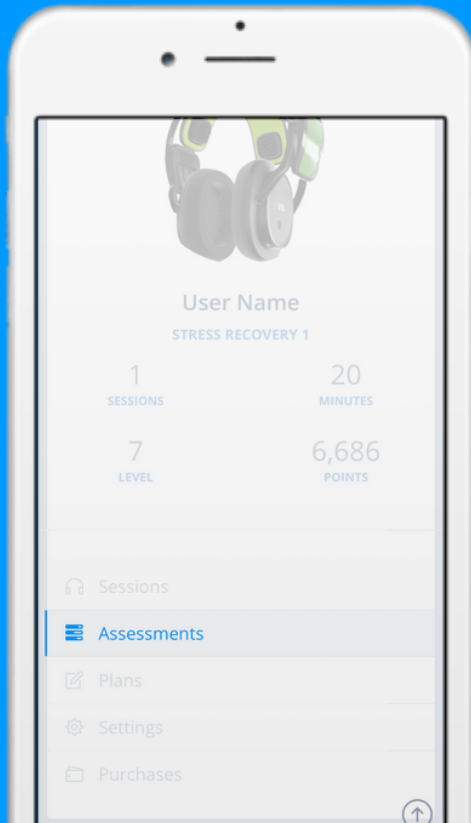 User Name
STRESS RECOVERY 1
1
20
SESSIONS
MINUTES
7
6,686
LEVEL
POINTS
Sessions
Assessments
Plans
Settings
Purchases